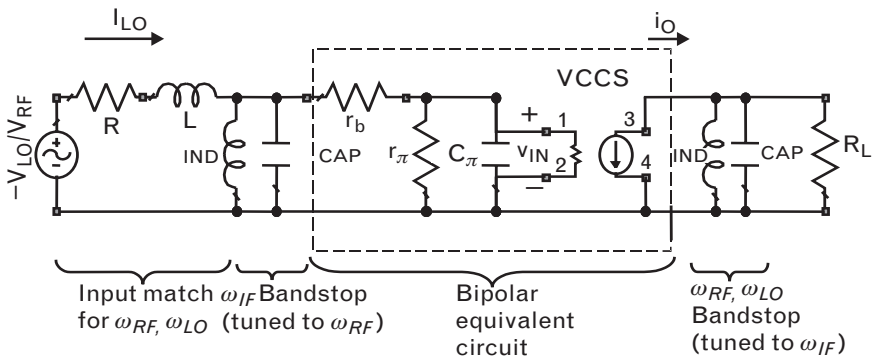 I_LO
i_O
VCCS
−V_LO/V_RF
R
L
IND
CAP
r_b
r_π
C_π
+
v_IN
−
1
2
3
4
IND
CAP
R_L
Input match
for ω_RF, ω_LO
ω_IF Bandstop
(tuned to ω_RF)
Bipolar
equivalent
circuit
ω_RF, ω_LO
Bandstop
(tuned to ω_IF)